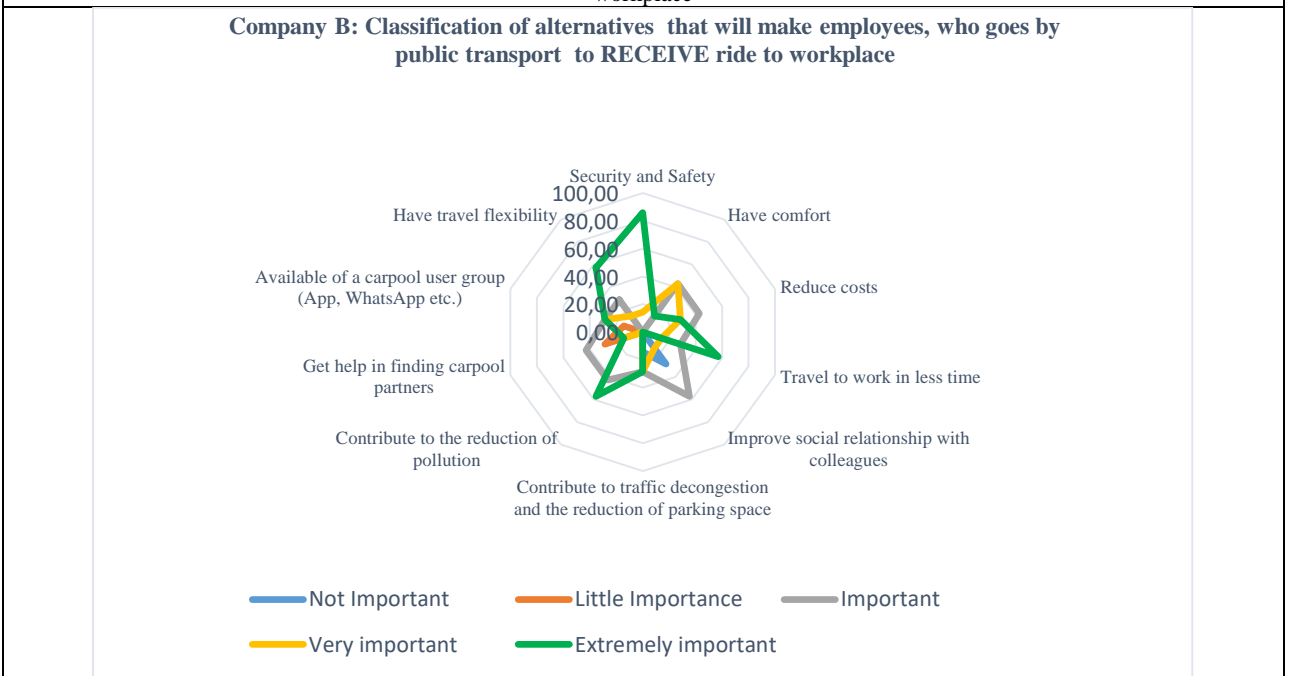 workplace
Company B: Classification of alternatives that will make employees, who goes by
public transport to RECEIVE ride to workplace
Security and Safety
100,00
80,00
60,00
40,00
20,00
0,00
Have comfort
Reduce costs
Travel to work in less time
Improve social relationship with
colleagues
Contribute to traffic decongestion
and the reduction of parking space
Contribute to the reduction of
pollution
Get help in finding carpool
partners
Available of a carpool user group
(App, WhatsApp etc.)
Have travel flexibility
Not Important
Little Importance
Important
Very important
Extremely important